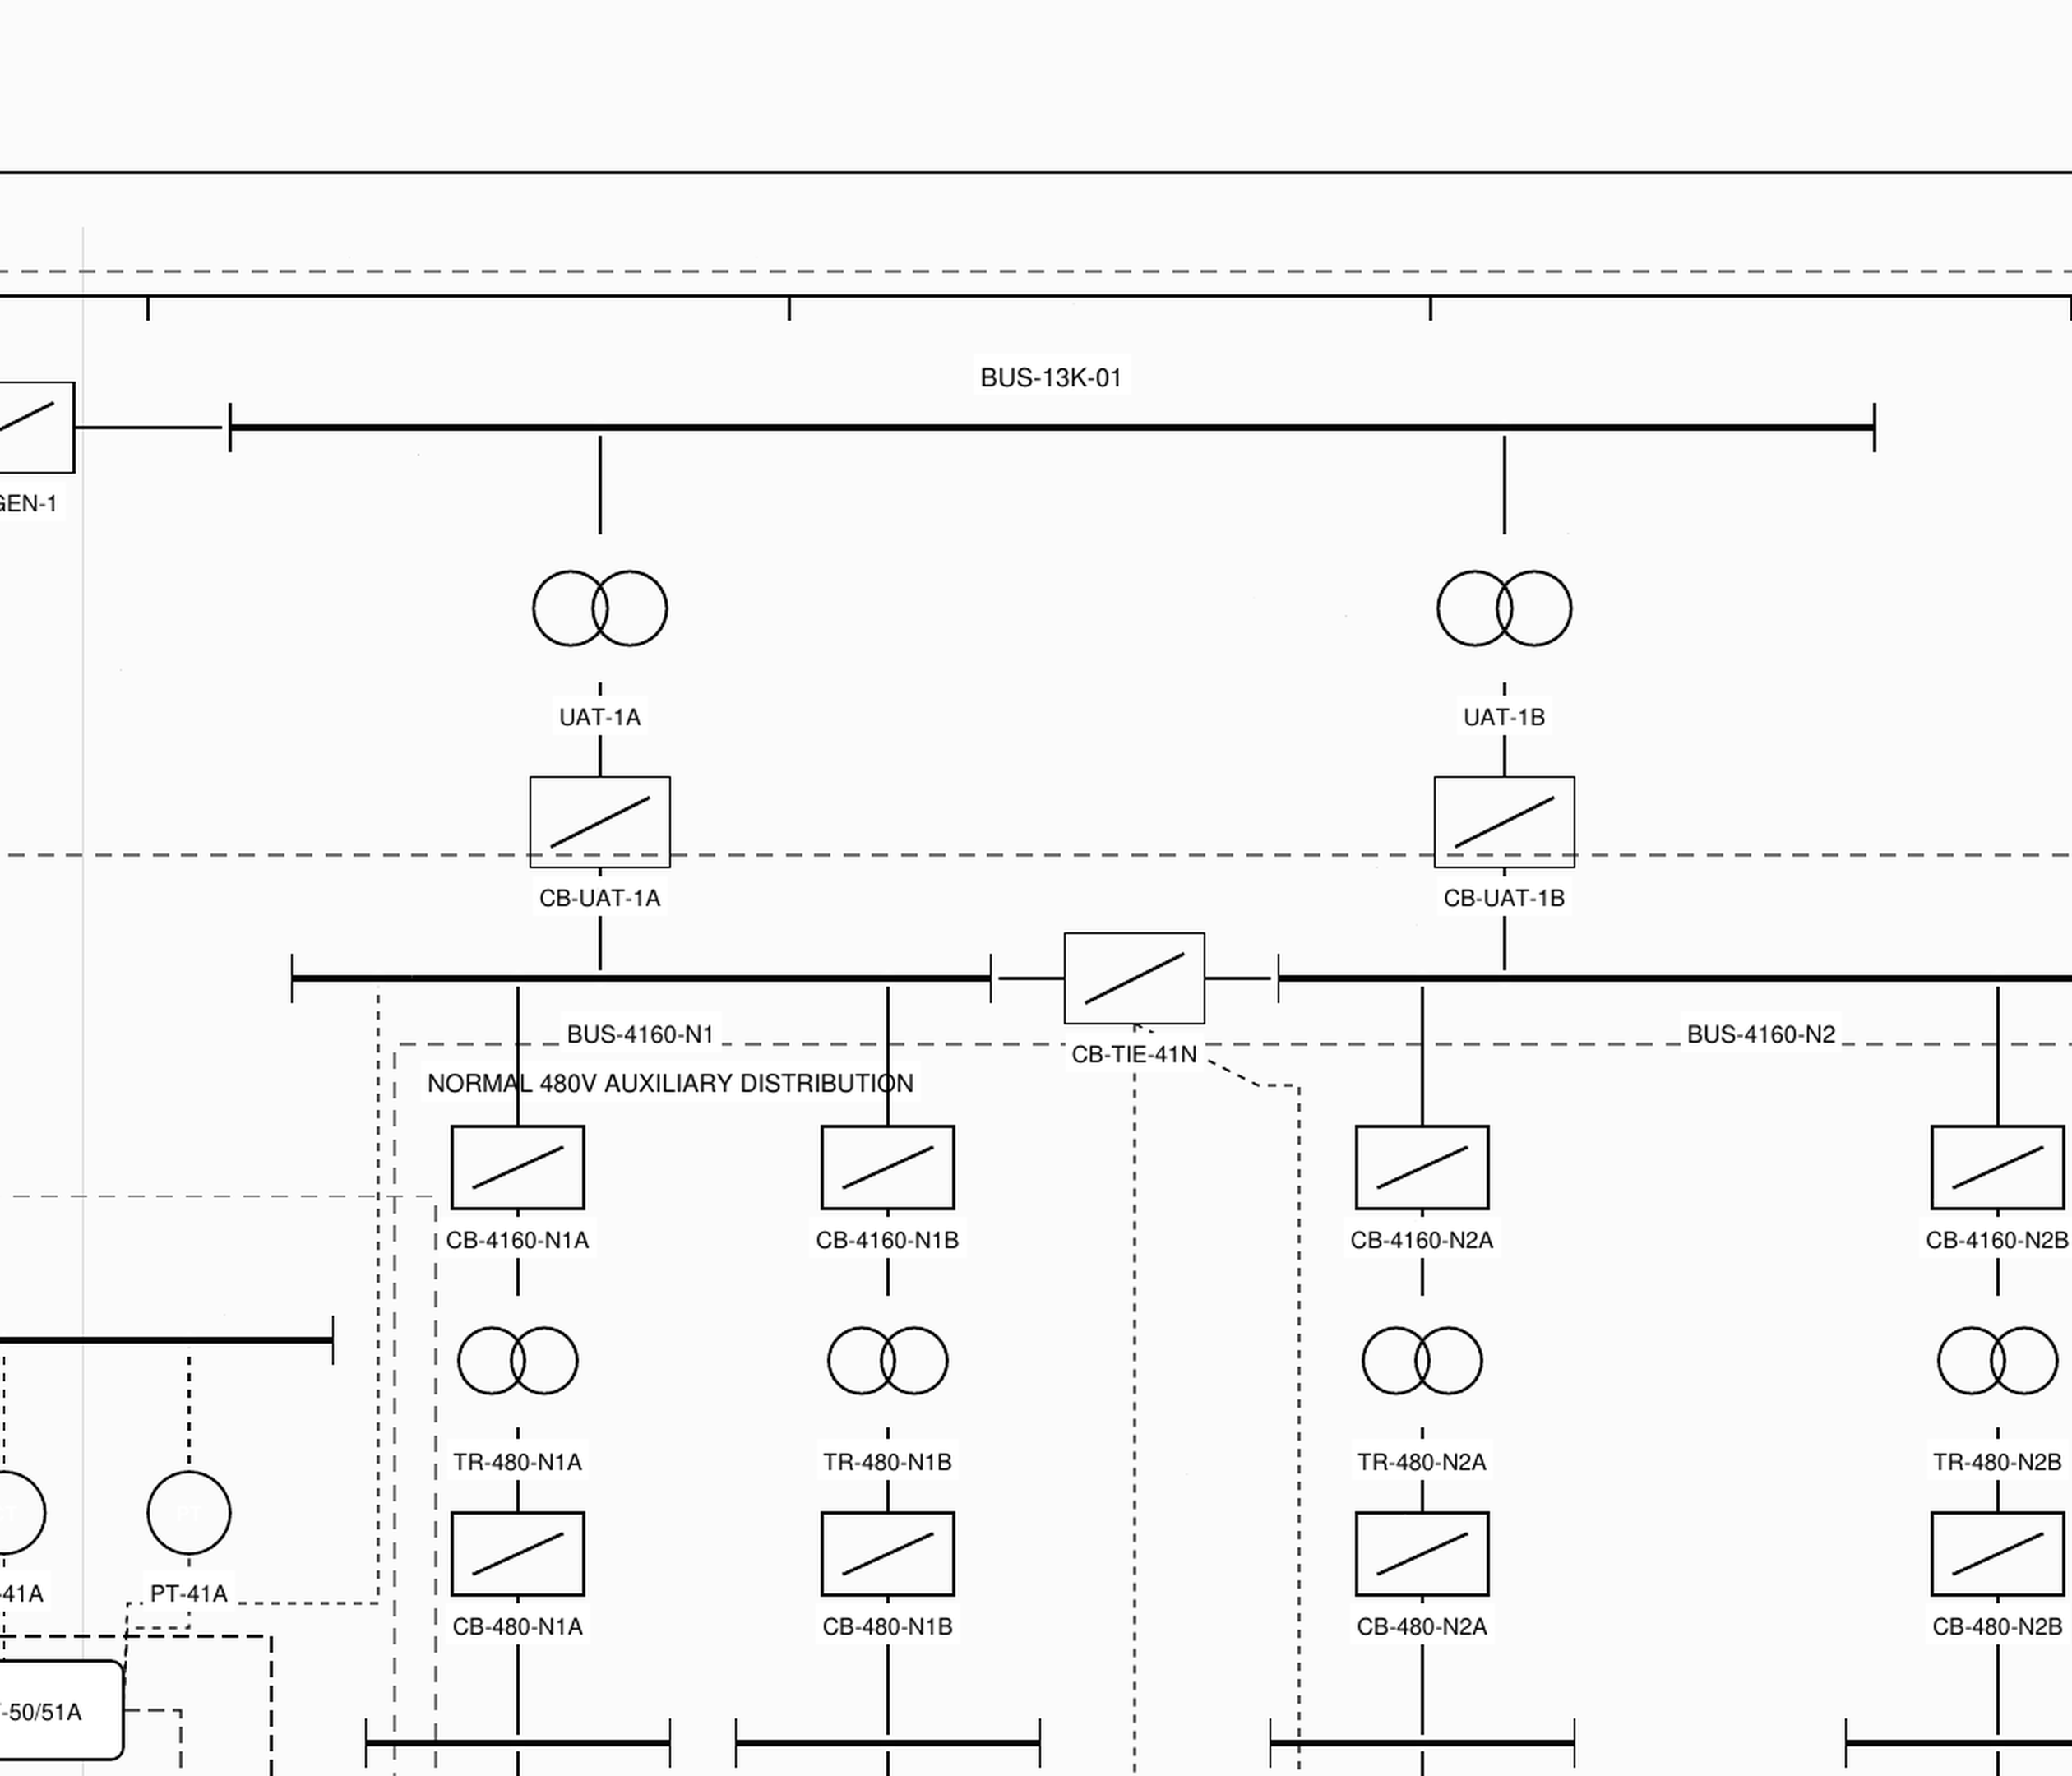 BUS-13K-01
GEN-1
UAT-1A
UAT-1B
CB-UAT-1A
CB-UAT-1B
BUS-4160-N1
BUS-4160-N2
CB-TIE-41N
NORMAL 480V AUXILIARY DISTRIBUTION
CB-4160-N1A
CB-4160-N1B
CB-4160-N2A
CB-4160-N2B
TR-480-N1A
TR-480-N1B
TR-480-N2A
TR-480-N2B
-41A
PT-41A
CB-480-N1A
CB-480-N1B
CB-480-N2A
CB-480-N2B
-50/51A